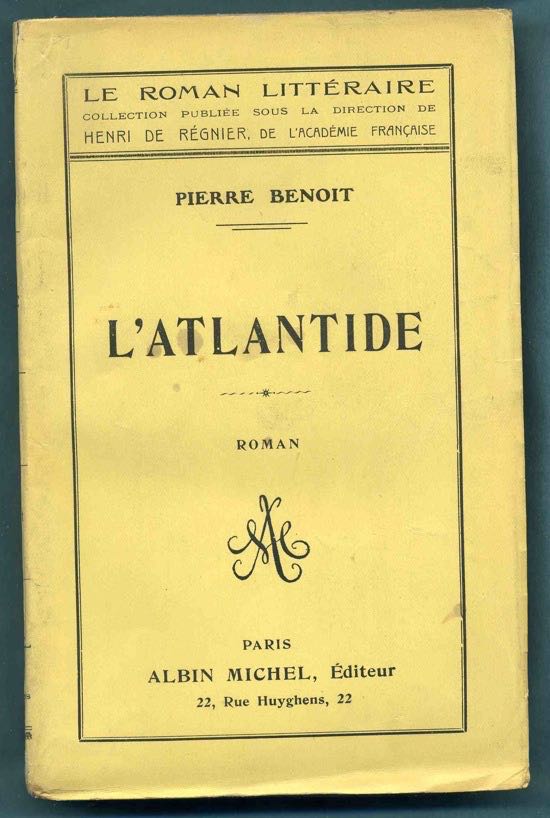 LE ROMAN LITTÉRAIRE
COLLECTION PUBLIÉE SOUS LA DIRECTION DE
HENRI DE RÉGNIER, DE L'ACADÉMIE FRANÇAISE
PIERRE BENOIT
L'ATLANTIDE
ROMAN
PARIS
ALBIN MICHEL, Éditeur
22, Rue Huyghens, 22